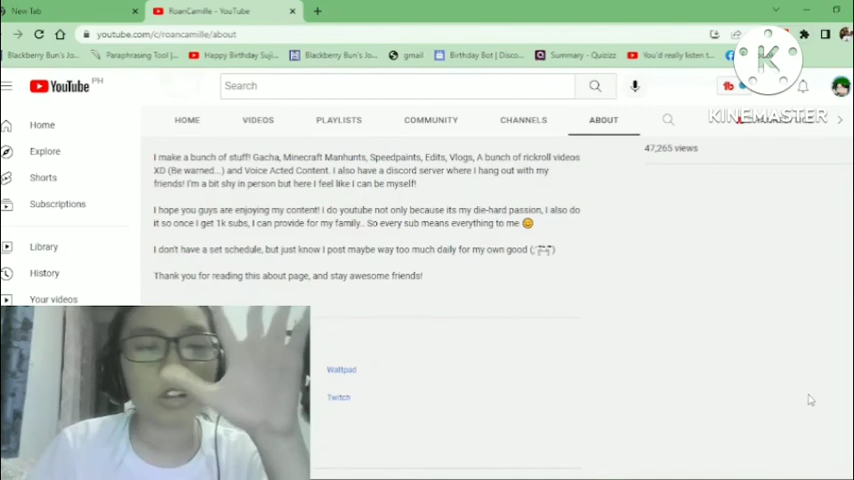 New Tab
RoanCamille - YouTube
youtube.com/c/roancamille/about
Blackberry Bun's Jo...
Paraphrasing Tool |...
Happy Birthday Suji...
Blackberry Bun's Jo...
gmail
Birthday Bot | Disco...
Summary - Quizizz
You'd really listen t...
YouTube PH
Search
KINEMASTER
HOME
VIDEOS
PLAYLISTS
COMMUNITY
CHANNELS
ABOUT
Home
Explore
Shorts
Subscriptions
Library
History
Your videos
I make a bunch of stuff! Gacha, Minecraft Manhunts, Speedpaints, Edits, Vlogs, A bunch of rickroll videos
XD (Be warned...) and Voice Acted Content. I also have a discord server where I hang out with my
friends! I'm a bit shy in person but here I feel like I can be myself!
I hope you guys are enjoying my content! I do youtube not only because its my die-hard passion, I also do
it so once I get 1k subs, I can provide for my family.. So every sub means everything to me 😊
I don't have a set schedule, but just know I post maybe way too much daily for my own good
Thank you for reading this about page, and stay awesome friends!
47,265 views
Wattpad
Twitch